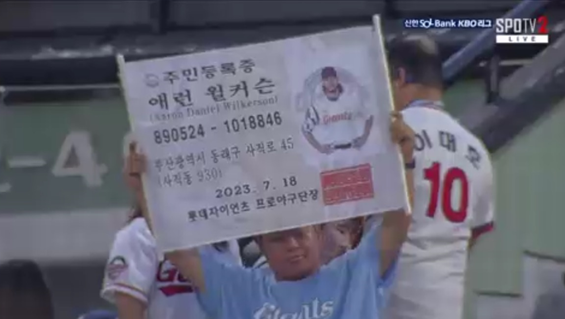 신한 SOL Bank KBO 리그
SPOTV2
LIVE
주민등록증
애런 윌커슨
(Aaron Daniel Wilkerson)
890524 - 1018846
부산광역시 동래구 사직로 45
(사직동 930)
2023. 7. 18
롯데자이언츠 프로야구단장
Giants
이대호
10
Giants